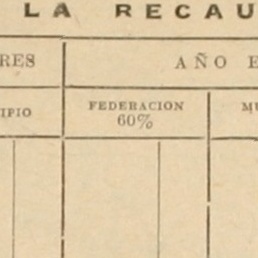 LA RECAU
RES AÑO E
IPIO FEDERACION MU
60%